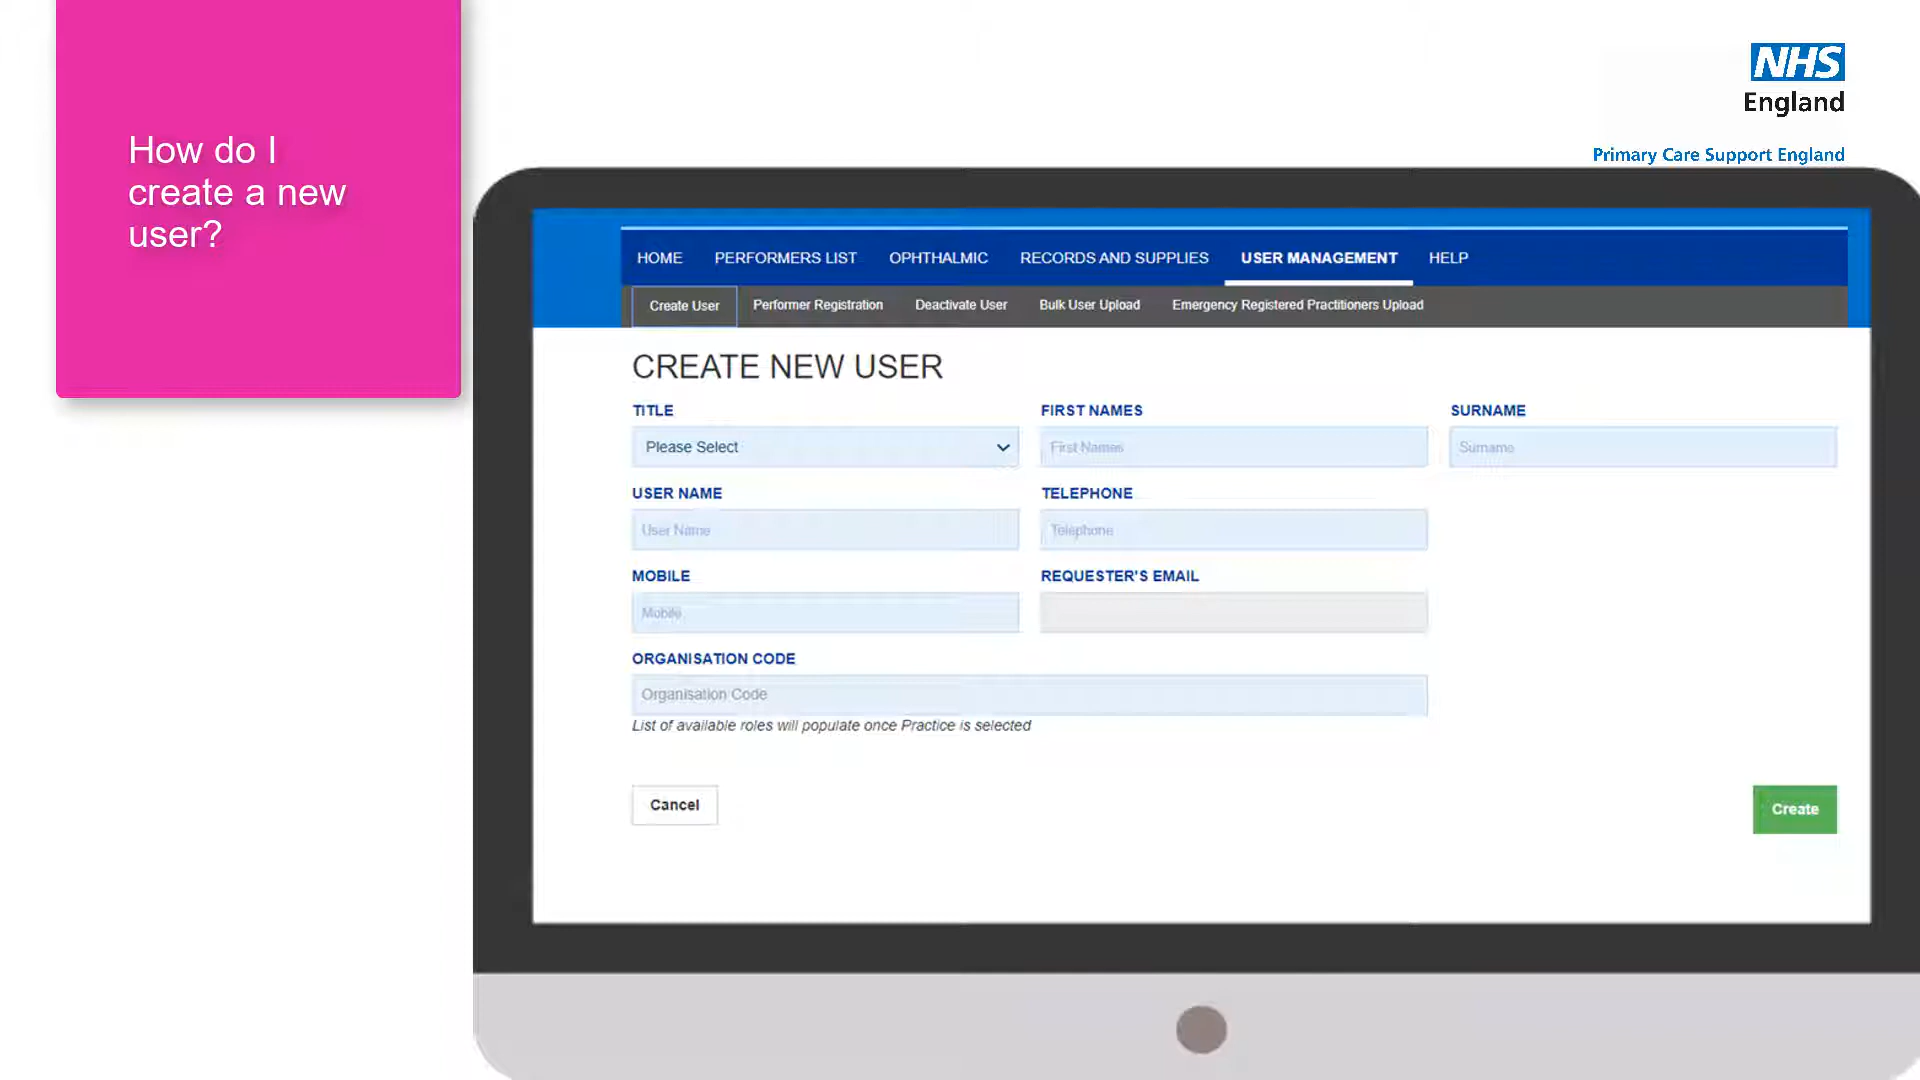 How do I
create a new
user?
NHS
England
Primary Care Support England
HOME PERFORMERS LIST OPHTHALMIC RECORDS AND SUPPLIES USER MANAGEMENT HELP
Create User Performer Registration Deactivate User Bulk User Upload Emergency Registered Practitioners Upload
CREATE NEW USER
TITLE FIRST NAMES SURNAME
Please Select First Names Surname
USER NAME TELEPHONE
User Name Telephone
MOBILE REQUESTER'S EMAIL
Mobile
ORGANISATION CODE
Organisation Code
List of available roles will populate once Practice is selected
Cancel Create